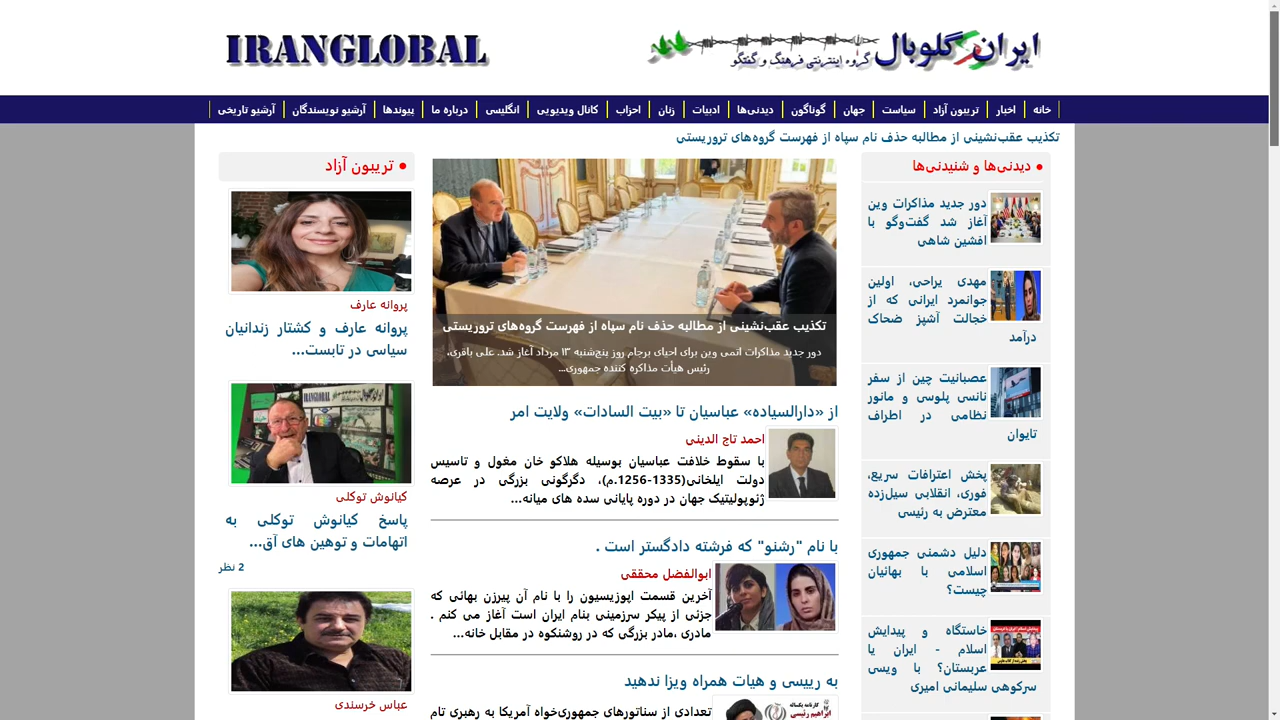 ایران گلوبال
گروه اینترنتی فرهنگ و گفتگو
IRANGLOBAL
خانه
اخبار
تریبون آزاد
سیاست
جهان
گوناگون
دیدنی‌ها
ادبیات
زنان
احزاب
کانال ویدیویی
انگلیسی
درباره ما
پیوندها
آرشیو نویسندگان
آرشیو تاریخی
تکذیب عقب‌نشینی از مطالبه حذف نام سپاه از فهرست گروه‌های تروریستی
● دیدنی‌ها و شنیدنی‌ها
دور جدید مذاکرات وین
آغاز شد گفت‌وگو با
افشین شاهی
مهدی یراحی، اولین
جوانمرد ایرانی که از
خجالت آشپز ضحاک
درآمد
عصبانیت چین از سفر
نانسی پلوسی و مانور
نظامی در اطراف
تایوان
پخش اعترافات سریع،
فوری، انقلابی سیل‌زده
معترض به رئیسی
دلیل دشمنی جمهوری
اسلامی با بهائیان
چیست؟
خاستگاه و پیدایش
اسلام - ایران یا
عربستان؟ با ویسی
سرکوهی سلیمانی امیری
تکذیب عقب‌نشینی از مطالبه حذف نام سپاه از فهرست گروه‌های تروریستی
دور جدید مذاکرات اتمی وین برای احیای برجام روز پنج‌شنبه ۱۳ مرداد آغاز شد. علی باقری،
رئیس هیأت مذاکره کننده جمهوری...
از «دارالسیاده» عباسیان تا «بیت السادات» ولایت امر
احمد تاج الدینی
با سقوط خلافت عباسیان بوسیله هلاکو خان مغول و تاسیس
دولت ایلخانی(1335-1256.م)، دگرگونی بزرگی در عرصه
ژئوپولیتیک جهان در دوره پایانی سده های میانه...
با نام "رشنو" که فرشته دادگستر است .
ابوالفضل محققی
آخرین قسمت اپوزیسیون را با نام آن پیرزن بهائی که
جزئی از پیکر سرزمینی بنام ایران است آغاز می کنم .
مادری ،مادر بزرگی که در روشنکوه در مقابل خانه...
به رییسی و هیات همراه ویزا ندهید
کارنامه یکساله
ابراهیم رئیسی
تعدادی از سناتورهای جمهوری‌خواه آمریکا به رهبری تام
● تریبون آزاد
پروانه عارف
پروانه عارف و کشتار زندانیان
سیاسی در تابست...
IRANGLOBAL
کیانوش توکلی
پاسخ کیانوش توکلی به
اتهامات و توهین های آق...
2 نظر
عباس خرسندی